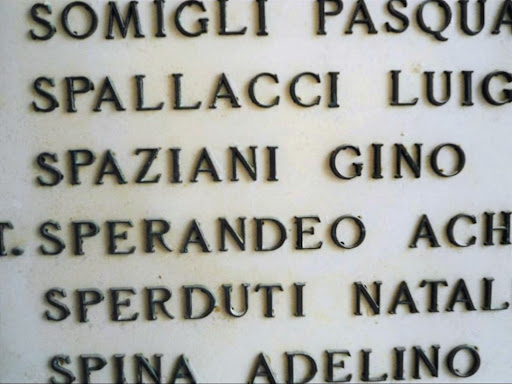 SOMIGLI PASQUA
SPALLACCI LUIG
SPAZIANI GINO
T. SPERANDEO ACH
SPERDUTI NATAL
SPINA ADELINO